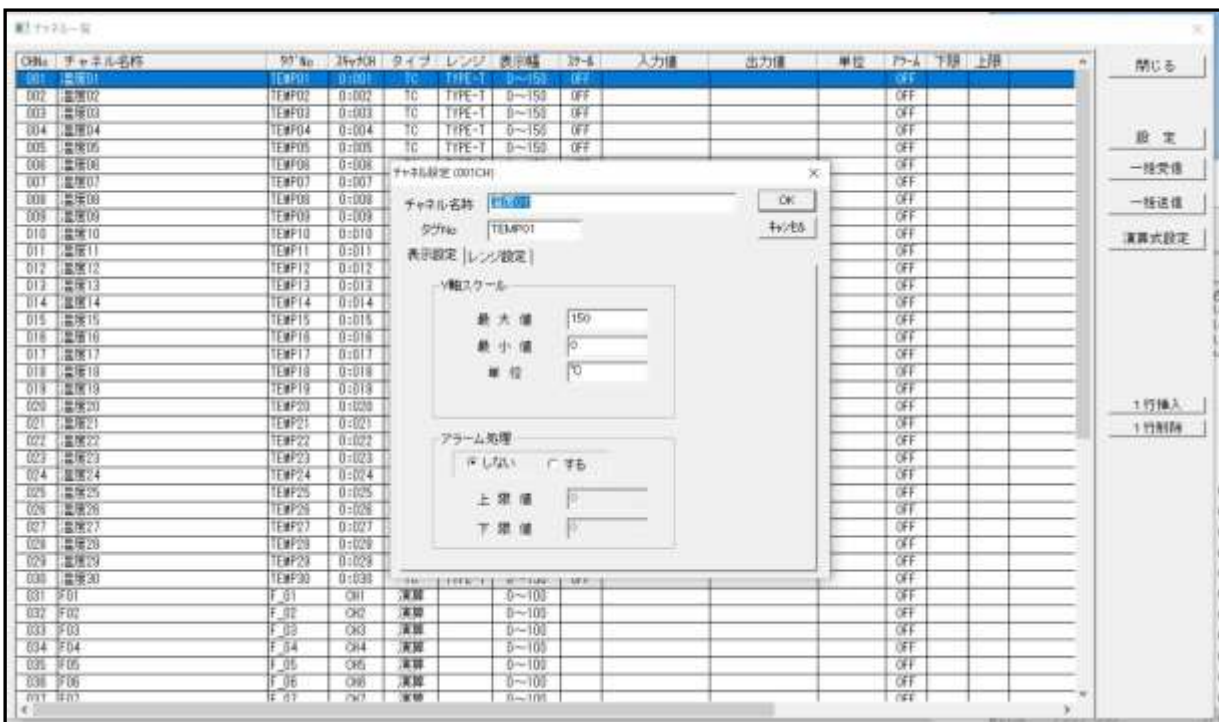 チャネル一覧
CHNo チャネル名称 タグNo スキャナCH タイプ レンジ 表示幅 スケール 入力値 出力値 単位 アラーム 下限 上限
001 温度01 TEMP01 0:001 TC TYPE-T 0～150 OFF OFF
002 温度02 TEMP02 0:002 TC TYPE-T 0～150 OFF OFF
003 温度03 TEMP03 0:003 TC TYPE-T 0～150 OFF OFF
004 温度04 TEMP04 0:004 TC TYPE-T 0～150 OFF OFF
005 温度05 TEMP05 0:005 TC TYPE-T 0～150 OFF OFF
006 温度06 TEMP06 0:006 OFF
007 温度07 TEMP07 0:007 OFF
008 温度08 TEMP08 0:008 OFF
009 温度09 TEMP09 0:009 OFF
010 温度10 TEMP10 0:010 OFF
011 温度11 TEMP11 0:011 OFF
012 温度12 TEMP12 0:012 OFF
013 温度13 TEMP13 0:013 OFF
014 温度14 TEMP14 0:014 OFF
015 温度15 TEMP15 0:015 OFF
016 温度16 TEMP16 0:016 OFF
017 温度17 TEMP17 0:017 OFF
018 温度18 TEMP18 0:018 OFF
019 温度19 TEMP19 0:019 OFF
020 温度20 TEMP20 0:020 OFF
021 温度21 TEMP21 0:021 OFF
022 温度22 TEMP22 0:022 OFF
023 温度23 TEMP23 0:023 OFF
024 温度24 TEMP24 0:024 OFF
025 温度25 TEMP25 0:025 OFF
026 温度26 TEMP26 0:026 OFF
027 温度27 TEMP27 0:027 OFF
028 温度28 TEMP28 0:028 OFF
029 温度29 TEMP29 0:029 OFF
030 温度30 TEMP30 0:030 TC TYPE-T 0～150 OFF OFF
031 F01 F_01 CH1 演算 0～100 OFF
032 F02 F_02 CH2 演算 0～100 OFF
033 F03 F_03 CH3 演算 0～100 OFF
034 F04 F_04 CH4 演算 0～100 OFF
035 F05 F_05 CH5 演算 0～100 OFF
036 F06 F_06 CH6 演算 0～100 OFF
037 F07 F_07 CH7 演算 0～100 OFF
チャネル設定 (001CH)
チャネル名称
タグNo TEMP01
OK
キャンセル
表示設定 レンジ設定
Y軸スケール
最 大 値 150
最 小 値 0
単 位 ℃
アラーム処理
しない する
上 限 値 0
下 限 値 0
閉じる
設 定
一括受信
一括送信
演算式設定
１行挿入
１行削除